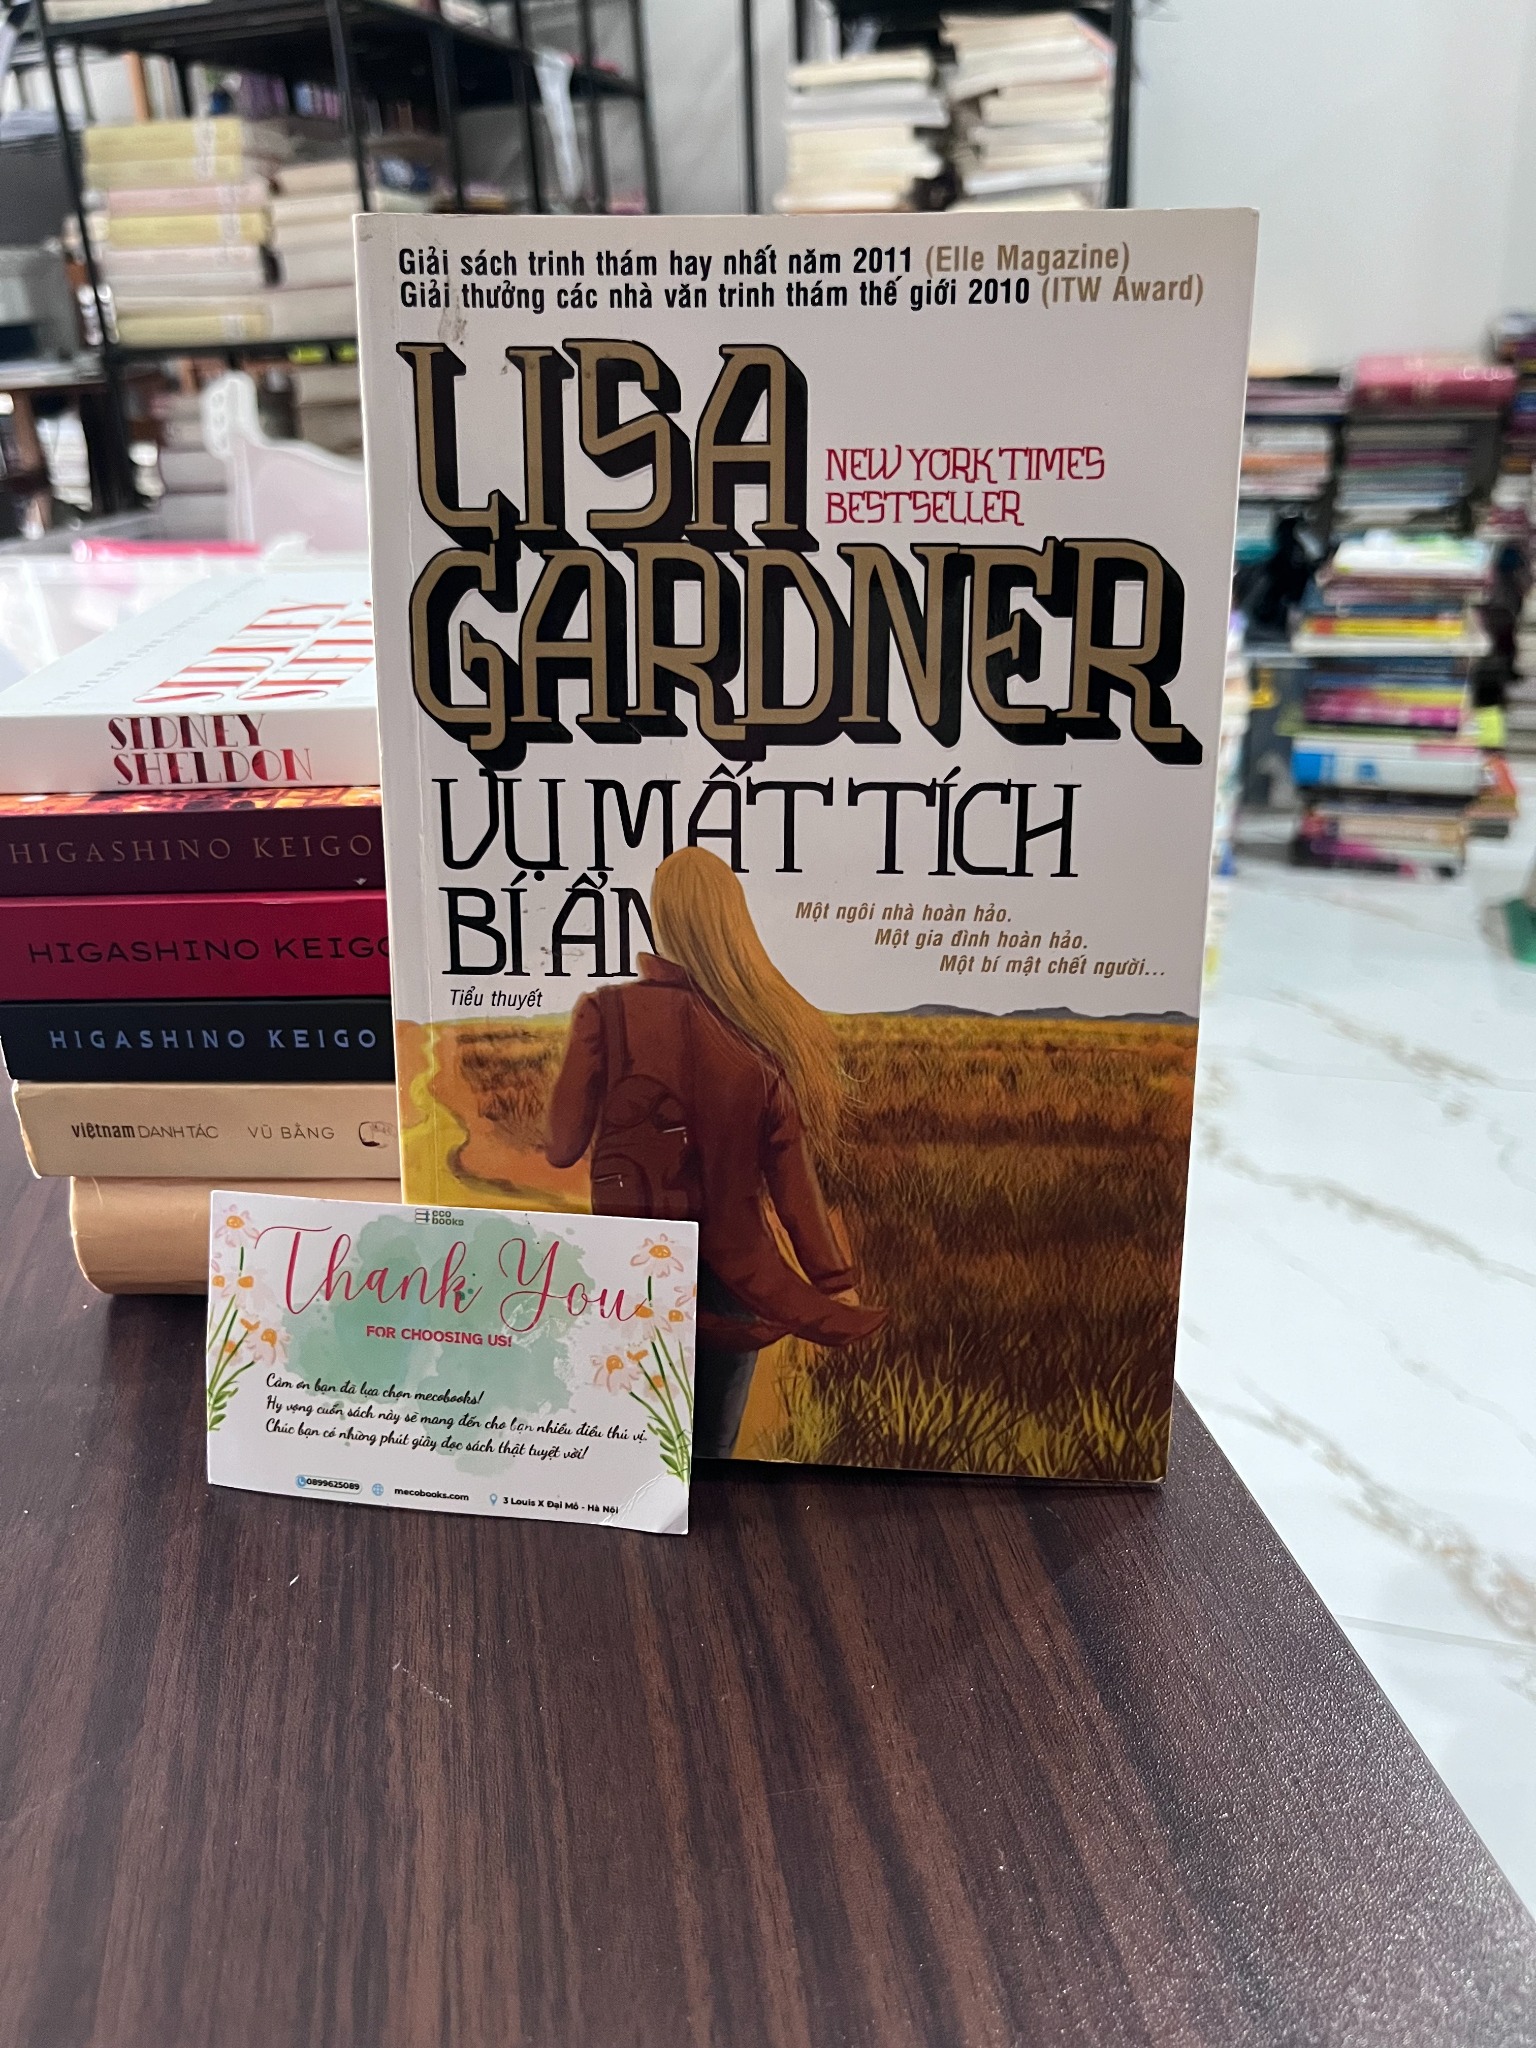 Giải sách trinh thám hay nhất năm 2011 (Elle Magazine)
Giải thưởng các nhà văn trinh thám thế giới 2010 (ITW Award)
LISA
NEW YORK TIMES
BESTSELLER
GARDNER
VỤ MẤT TÍCH
BÍ ẨN
Một ngôi nhà hoàn hảo.
Một gia đình hoàn hảo.
Một bí mật chết người...
Tiểu thuyết
SIDNEY
SIDNEY
SHELDON
HIGASHINO KEIGO
HIGASHINO KEIGO
HIGASHINO KEIGO
việtnam DANH TÁC VŨ BẰNG
books
Thank You
FOR CHOOSING US!
Cảm ơn bạn đã lựa chọn mecobooks!
Hy vọng cuốn sách này sẽ mang đến cho bạn nhiều điều thú vị.
Chúc bạn có những phút giây đọc sách thật tuyệt vời!
0899625089 mecobooks.com 3 Louis X Đại Mỗ - Hà Nội